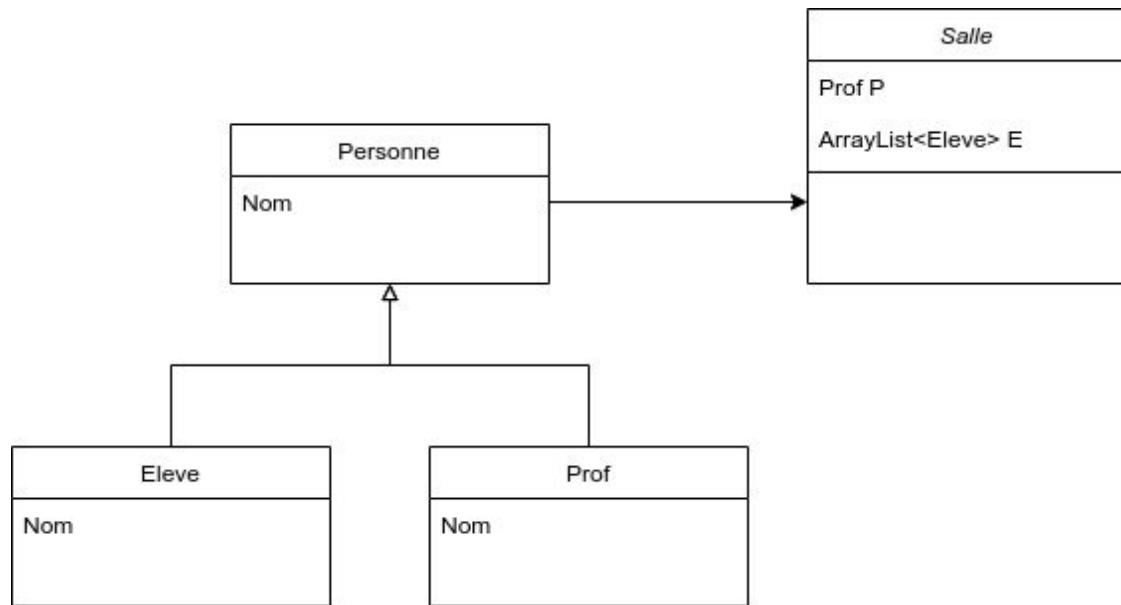 Salle
Prof P
ArrayList<Eleve> E
Personne
Nom
Eleve
Nom
Prof
Nom